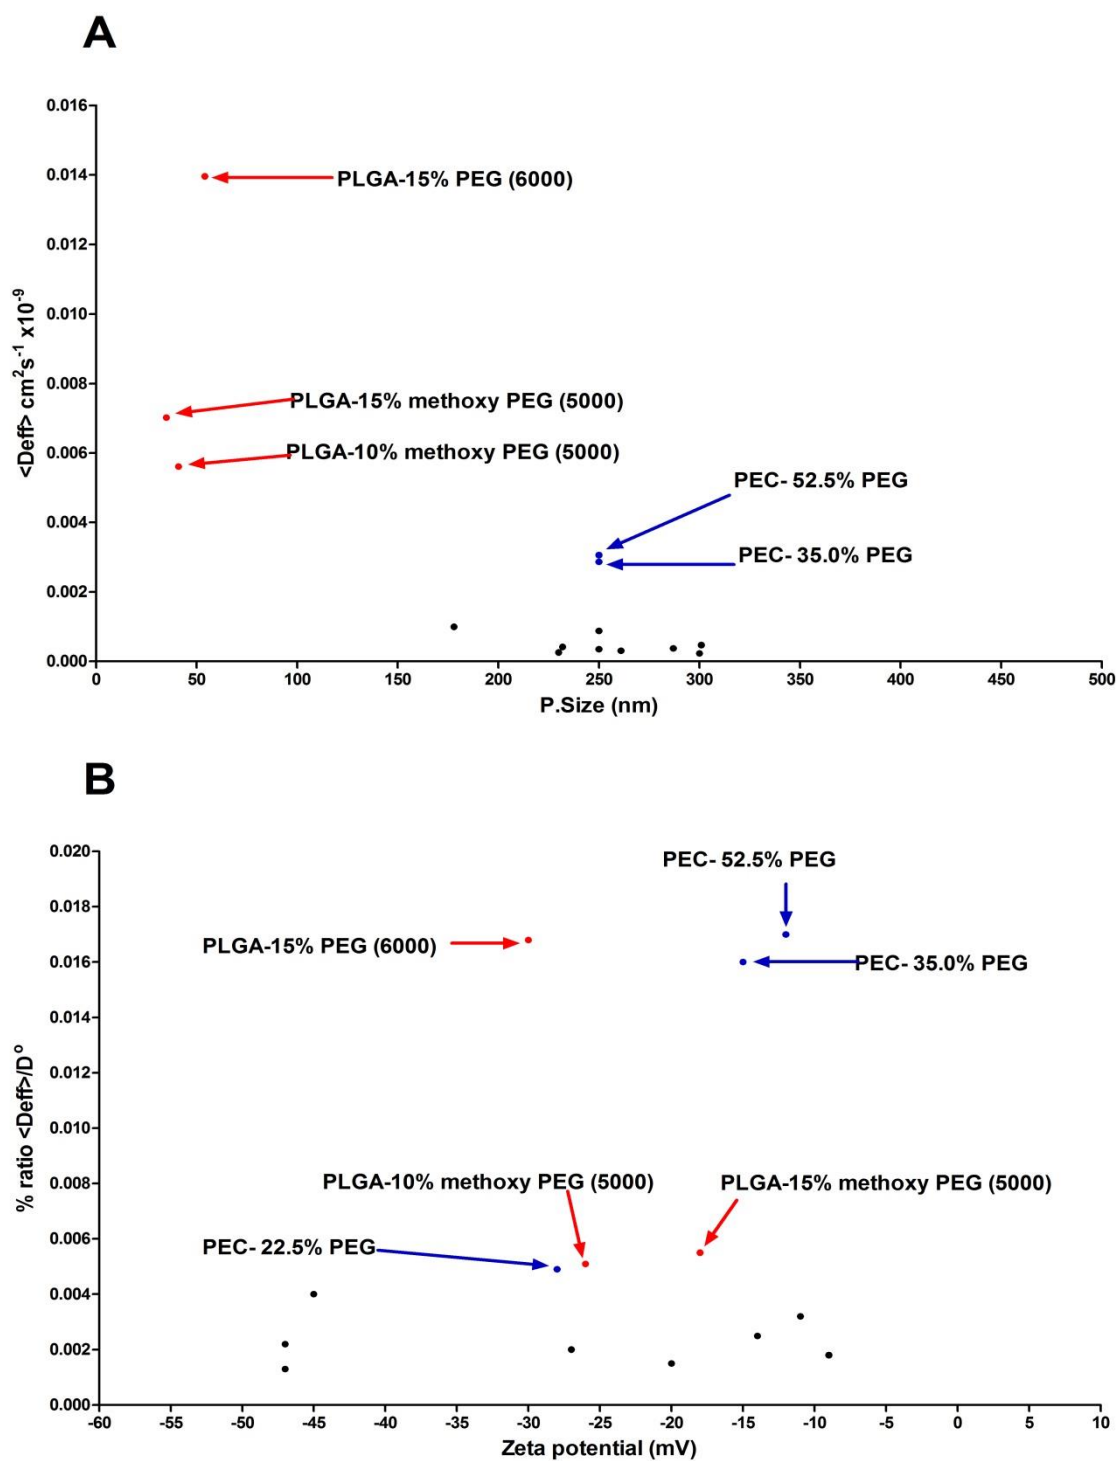 A
0.016
0.014
PLGA-15% PEG (6000)
0.012
0.010
<Deff> cm²s⁻¹ x10⁻⁹
0.008
PLGA-15% methoxy PEG (5000)
0.006
PLGA-10% methoxy PEG (5000)
PEC- 52.5% PEG
0.004
PEC- 35.0% PEG
0.002
0.000
0 50 100 150 200 250 300 350 400 450 500
P.Size (nm)
B
0.020
PEC- 52.5% PEG
0.018
PLGA-15% PEG (6000)
0.016
PEC- 35.0% PEG
0.014
0.012
% ratio <Deff>/D°
0.010
0.008
PLGA-10% methoxy PEG (5000)
PLGA-15% methoxy PEG (5000)
0.006
PEC- 22.5% PEG
0.004
0.002
0.000
-60 -55 -50 -45 -40 -35 -30 -25 -20 -15 -10 -5 0 5 10
Zeta potential (mV)